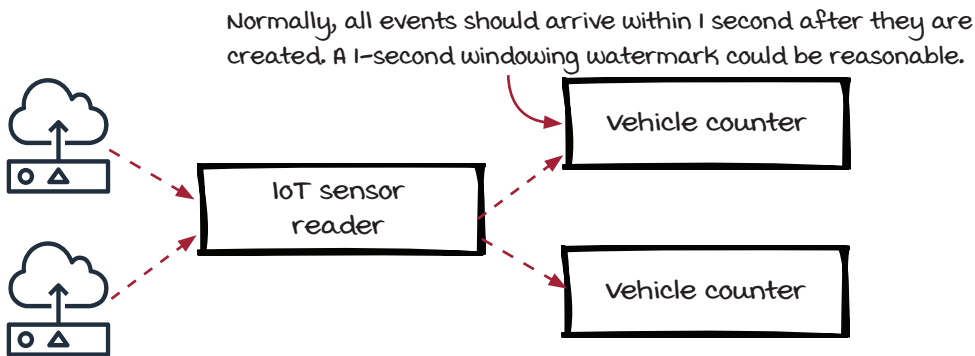 Normally, all events should arrive within 1 second after they are
created. A 1-second windowing watermark could be reasonable.
Vehicle counter
IoT sensor
reader
Vehicle counter